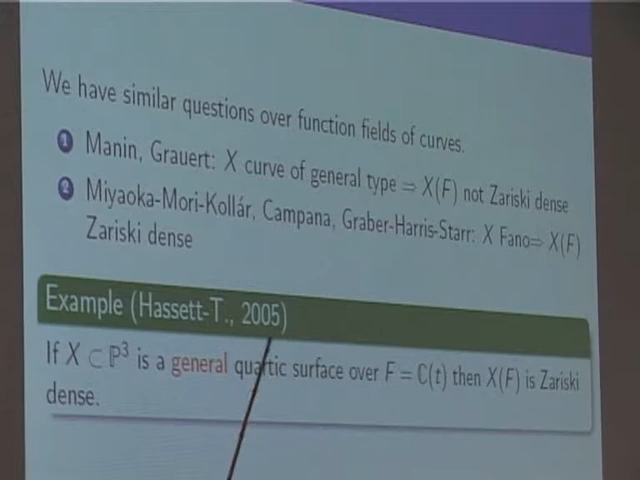 We have similar questions over function fields of curves.
1 Manin, Grauert: X curve of general type ⇒ X(F) not Zariski dense
2 Miyaoka-Mori-Kollár, Campana, Graber-Harris-Starr: X Fano⇒ X(F)
Zariski dense
Example (Hassett-T., 2005)
If X ⊂ ℙ³ is a general quartic surface over F = ℂ(t) then X(F) is Zariski
dense.